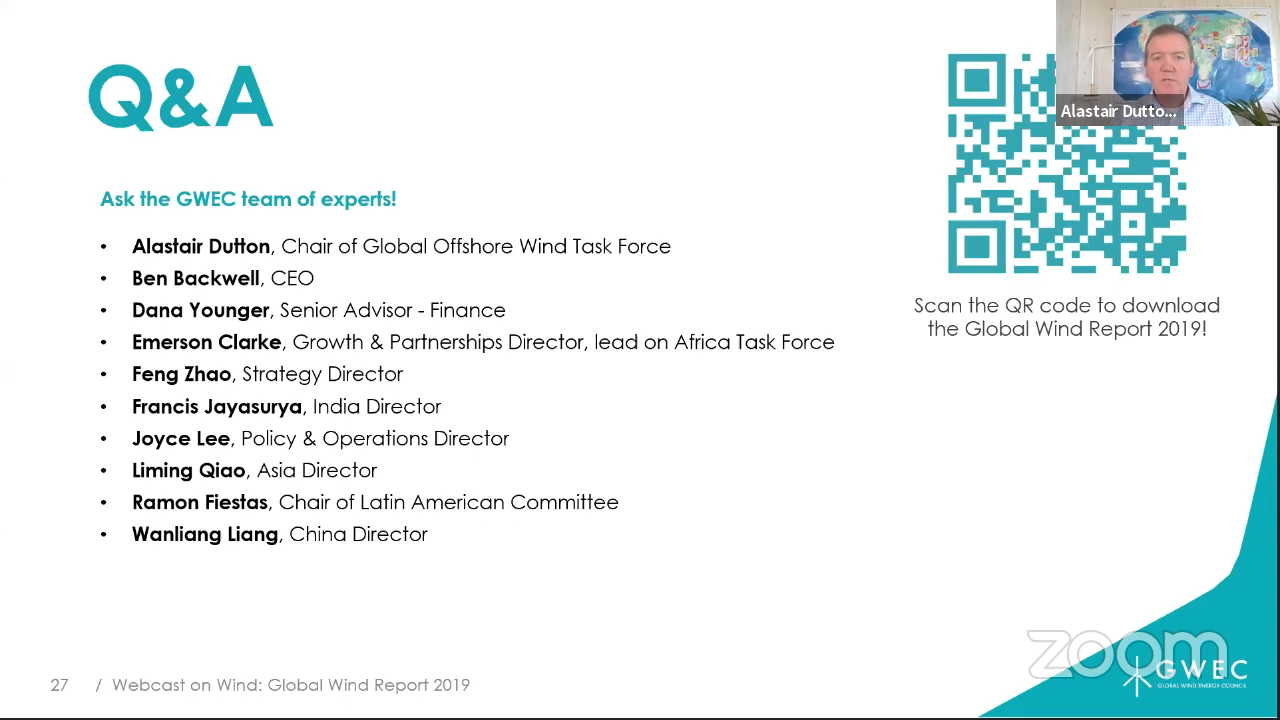 Q&A
Alastair Dutto...
Ask the GWEC team of experts!
• Alastair Dutton, Chair of Global Offshore Wind Task Force
• Ben Backwell, CEO
• Dana Younger, Senior Advisor - Finance
• Emerson Clarke, Growth & Partnerships Director, lead on Africa Task Force
• Feng Zhao, Strategy Director
• Francis Jayasurya, India Director
• Joyce Lee, Policy & Operations Director
• Liming Qiao, Asia Director
• Ramon Fiestas, Chair of Latin American Committee
• Wanliang Liang, China Director
Scan the QR code to download
the Global Wind Report 2019!
27 / Webcast on Wind: Global Wind Report 2019
zoom
GWEC
GLOBAL WIND ENERGY COUNCIL